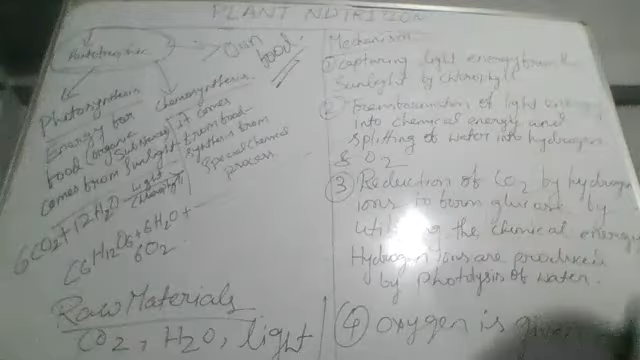 PLANT NUTRITION
Autotrophic
Own
food.
Photosynthesis
Energy for
food (organic
Substance)
comes from Sunlight
Chemosynthesis
It comes
from food
Synthesis from
Special chemical
process
6CO2 + 12H2O Light
Chlorophyll
C6H12O6 + 6H2O +
6O2
Raw Materials
CO2, H2O, light
Mechanism
① Capturing light energy from the
Sunlight by chlorophyll
② Transformation of light energy
into chemical energy and
splitting of water into hydrogen
& O2
③ Reduction of CO2 by hydrogen
ions to form glucose by
the chemical energy
Hydrogen ions are produced
by photolysis of water.
④ Oxygen is given